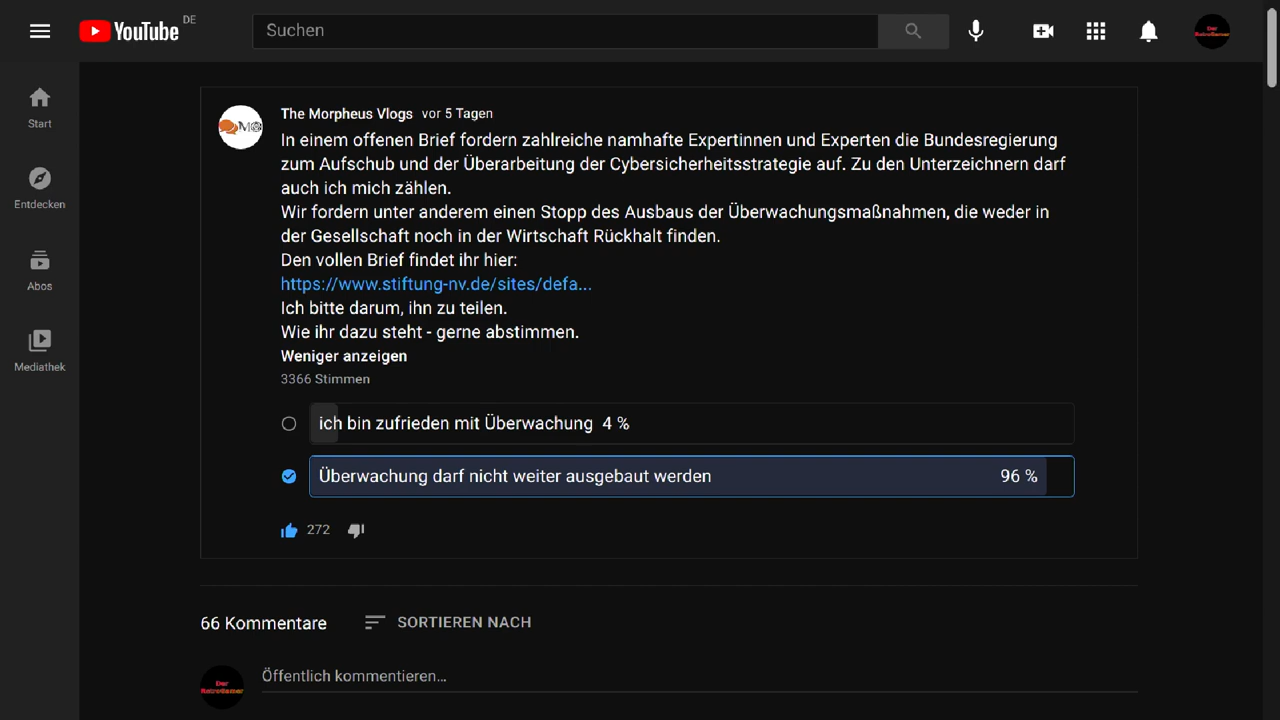 YouTube DE
Suchen
Start
Entdecken
Abos
Mediathek
The Morpheus Vlogs vor 5 Tagen
In einem offenen Brief fordern zahlreiche namhafte Expertinnen und Experten die Bundesregierung
zum Aufschub und der Überarbeitung der Cybersicherheitsstrategie auf. Zu den Unterzeichnern darf
auch ich mich zählen.
Wir fordern unter anderem einen Stopp des Ausbaus der Überwachungsmaßnahmen, die weder in
der Gesellschaft noch in der Wirtschaft Rückhalt finden.
Den vollen Brief findet ihr hier:
https://www.stiftung-nv.de/sites/defa...
Ich bitte darum, ihn zu teilen.
Wie ihr dazu steht - gerne abstimmen.
Weniger anzeigen
3366 Stimmen
ich bin zufrieden mit Überwachung 4 %
Überwachung darf nicht weiter ausgebaut werden 96 %
272
66 Kommentare SORTIEREN NACH
Der
RetroGamer
Öffentlich kommentieren...